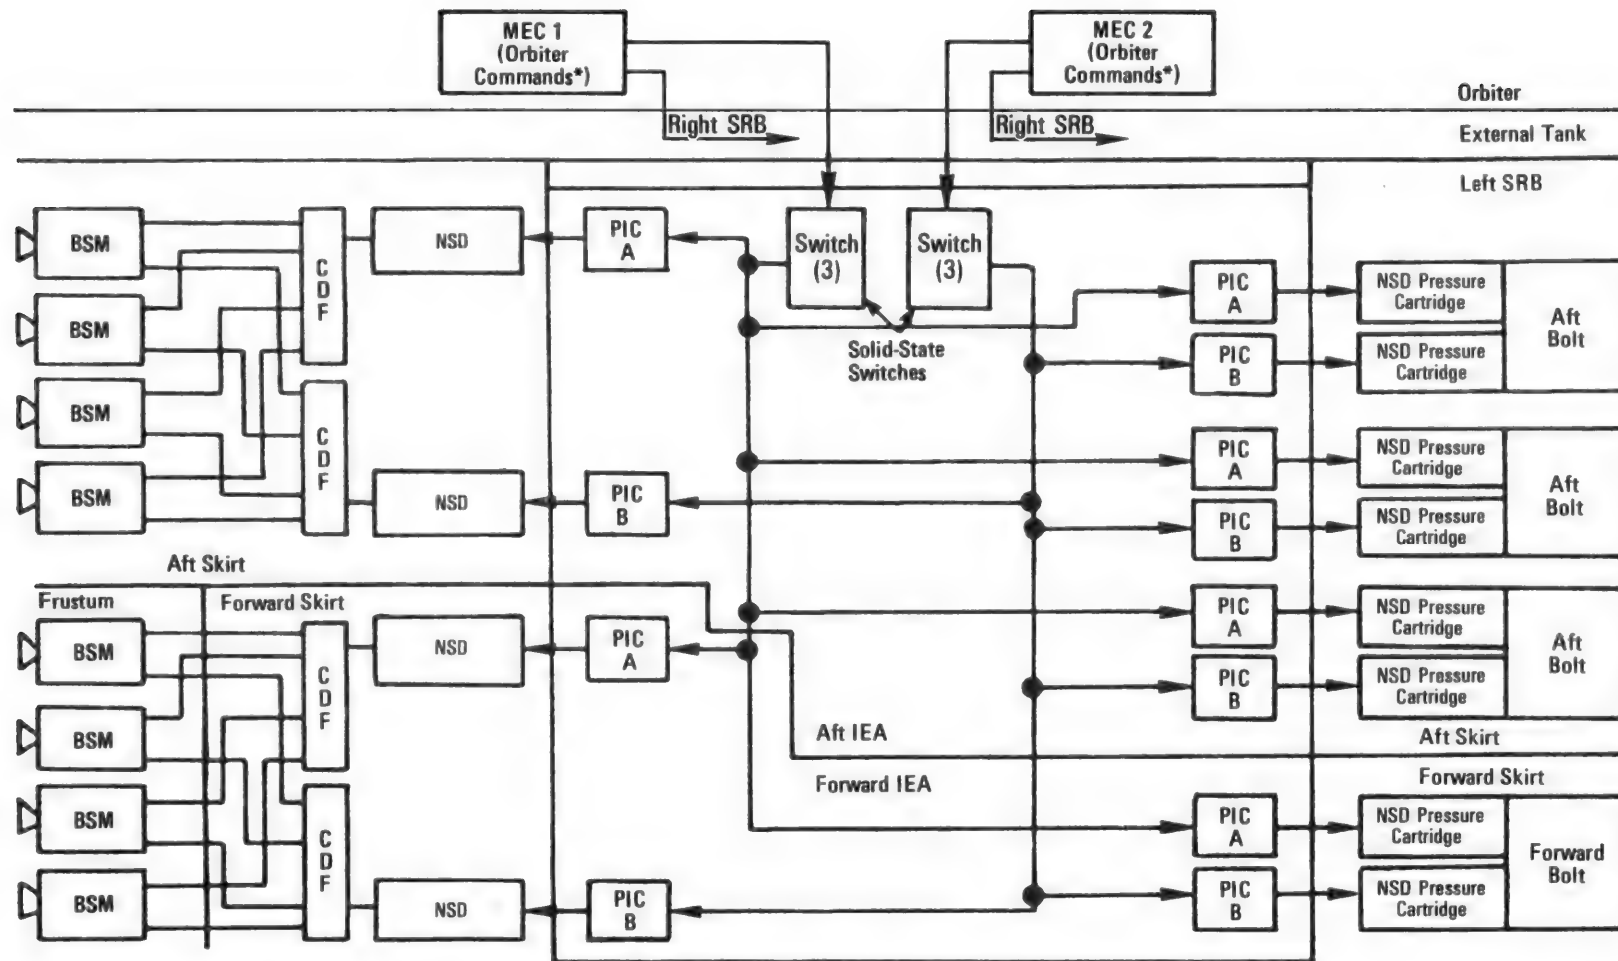 MEC 1
(Orbiter
Commands*)
MEC 2
(Orbiter
Commands*)
Orbiter
Right SRB
Right SRB
External Tank
Left SRB
BSM
BSM
BSM
BSM
CDF
CDF
NSD
NSD
PIC
A
PIC
B
Switch
(3)
Switch
(3)
Solid-State
Switches
PIC
A
NSD Pressure
Cartridge
PIC
B
NSD Pressure
Cartridge
Aft
Bolt
PIC
A
NSD Pressure
Cartridge
PIC
B
NSD Pressure
Cartridge
Aft
Bolt
PIC
A
NSD Pressure
Cartridge
PIC
B
NSD Pressure
Cartridge
Aft
Bolt
Aft Skirt
Frustum
Forward Skirt
BSM
BSM
BSM
BSM
CDF
CDF
NSD
NSD
PIC
A
PIC
B
Aft IEA
Forward IEA
Aft Skirt
Forward Skirt
PIC
A
NSD Pressure
Cartridge
PIC
B
NSD Pressure
Cartridge
Forward
Bolt